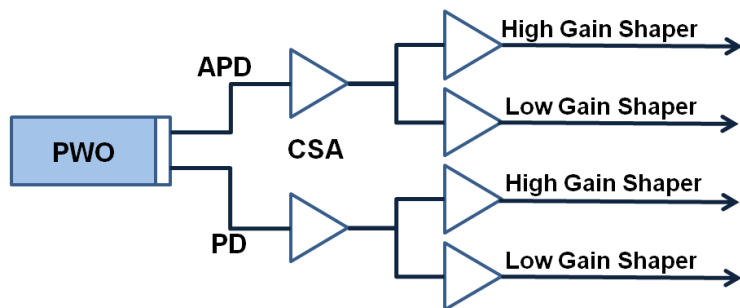 High Gain Shaper
APD
Low Gain Shaper
PWO
CSA
High Gain Shaper
PD
Low Gain Shaper